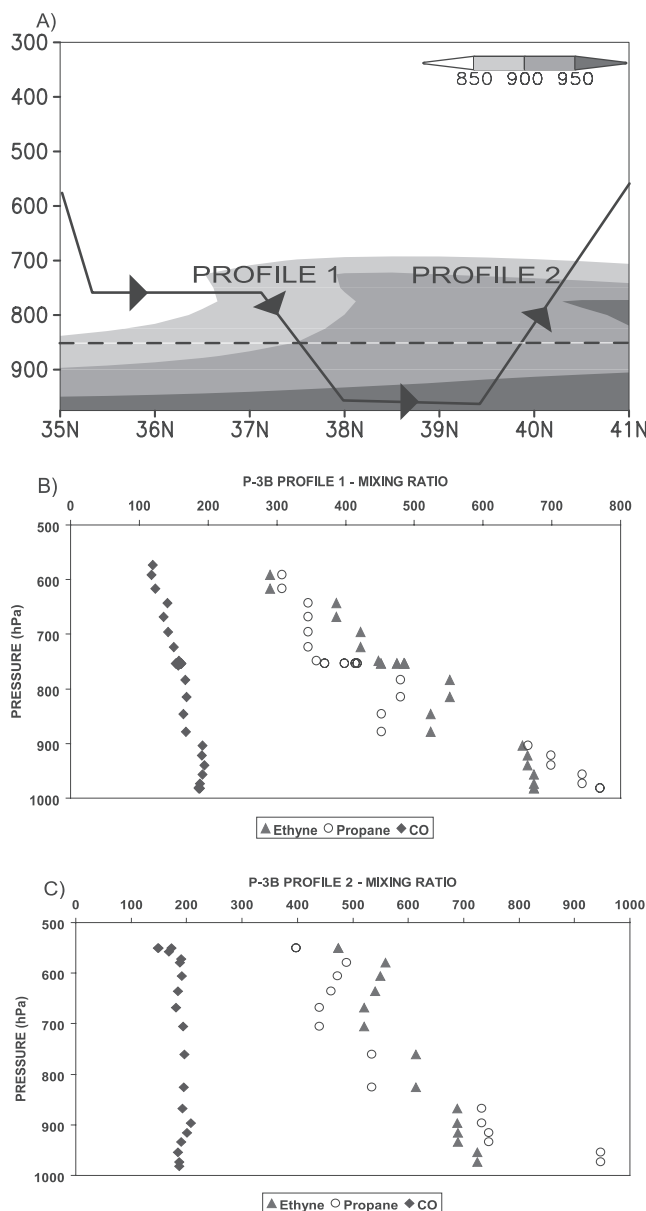 A)
300
400
500
600
700
800
900
850 900 950
PROFILE 1 PROFILE 2
35N 36N 37N 38N 39N 40N 41N
B)
P-3B PROFILE 1 - MIXING RATIO
0 100 200 300 400 500 600 700 800
500
600
700
800
900
1000
PRESSURE (hPa)
Ethyne Propane CO
C)
P-3B PROFILE 2 - MIXING RATIO
0 100 200 300 400 500 600 700 800 900 1000
500
600
700
800
900
1000
PRESSURE (hPa)
Ethyne Propane CO